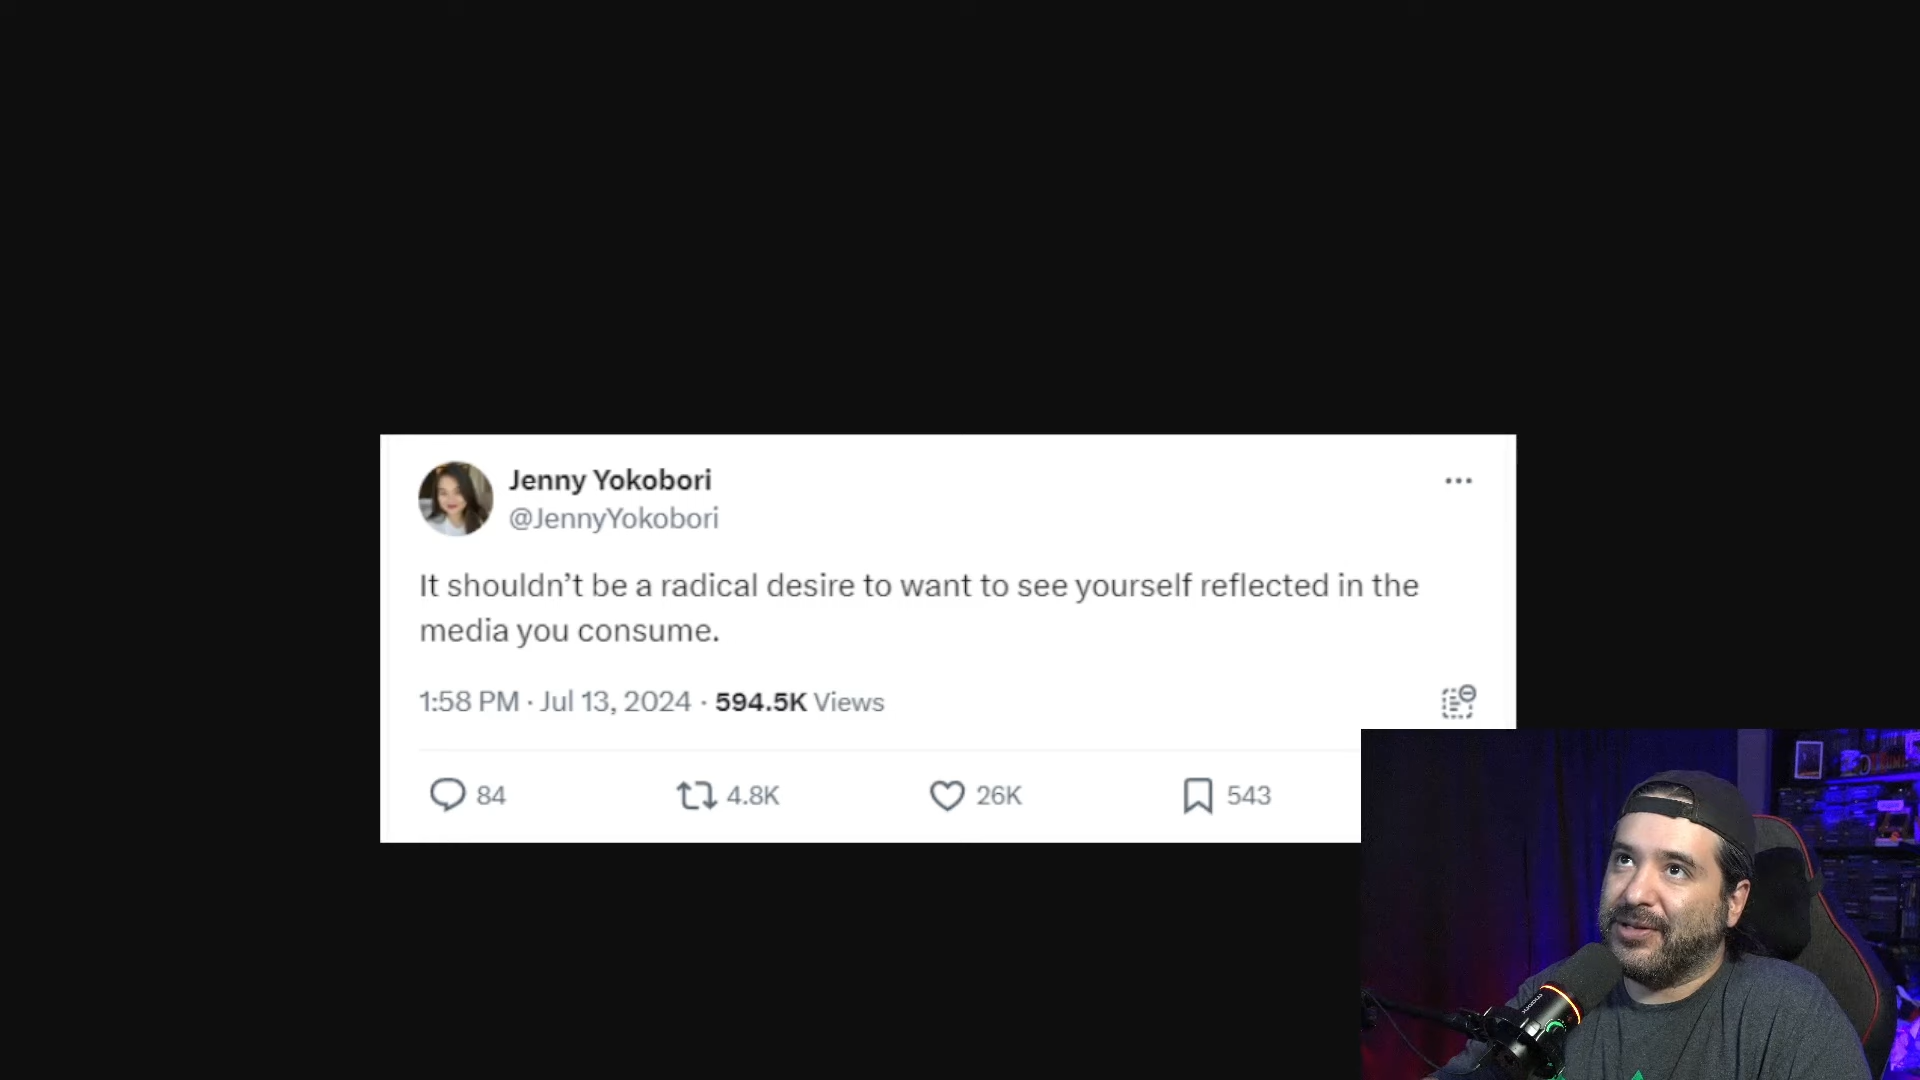 Jenny Yokobori
@JennyYokobori
It shouldn’t be a radical desire to want to see yourself reflected in the
media you consume.
1:58 PM · Jul 13, 2024 · 594.5K Views
84 4.8K 26K 543